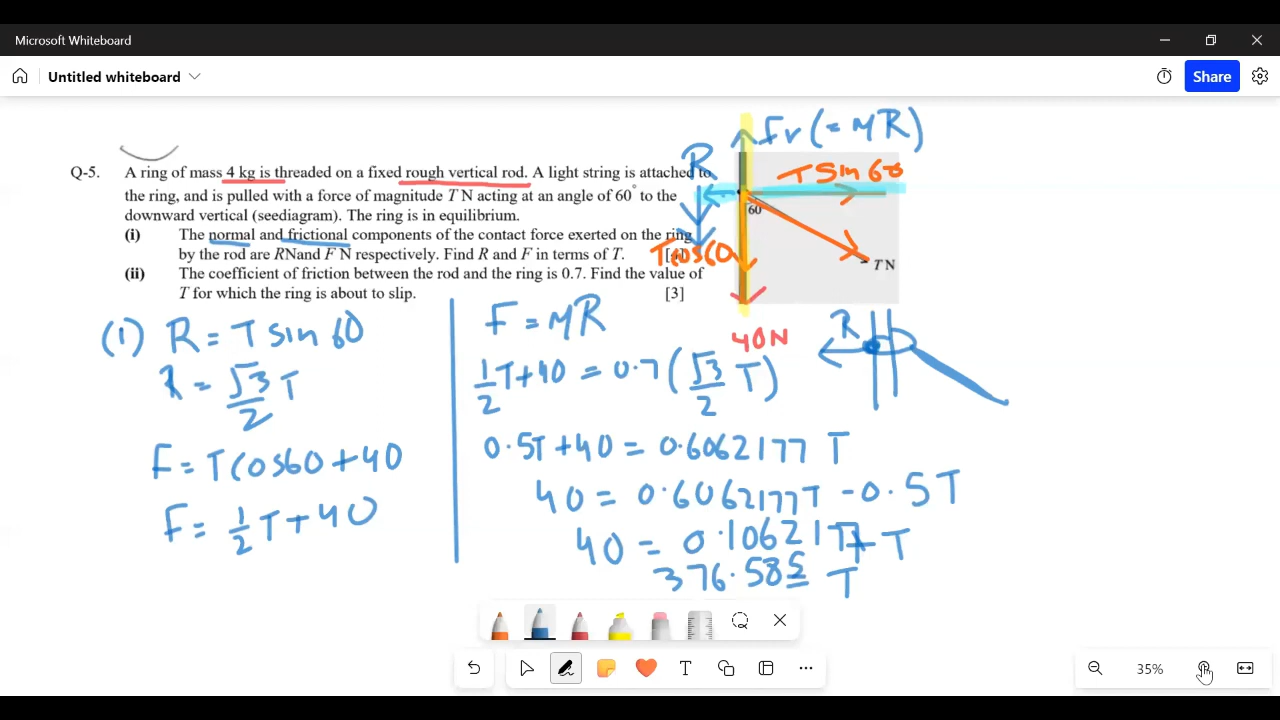 Microsoft Whiteboard
Untitled whiteboard
Share
Fr (= MR)
R
T sin 60
Q-5. A ring of mass 4 kg is threaded on a fixed rough vertical rod. A light string is attached to
the ring, and is pulled with a force of magnitude T N acting at an angle of 60° to the
downward vertical (seediagram). The ring is in equilibrium.
(i) The normal and frictional components of the contact force exerted on the ring
by the rod are RNand F N respectively. Find R and F in terms of T. [4]
(ii) The coefficient of friction between the rod and the ring is 0.7. Find the value of
T for which the ring is about to slip. [3]
60
Tcos60
T N
40N
R
(1) R = T sin 60
R = √3/2 T
F = T cos60 + 40
F = 1/2 T + 40
F = MR
1/2 T + 40 = 0.7 (√3/2 T)
0.5T + 40 = 0.6062177 T
40 = 0.6062177T - 0.5T
40 = 0.1062177 T
376.585 T
35%